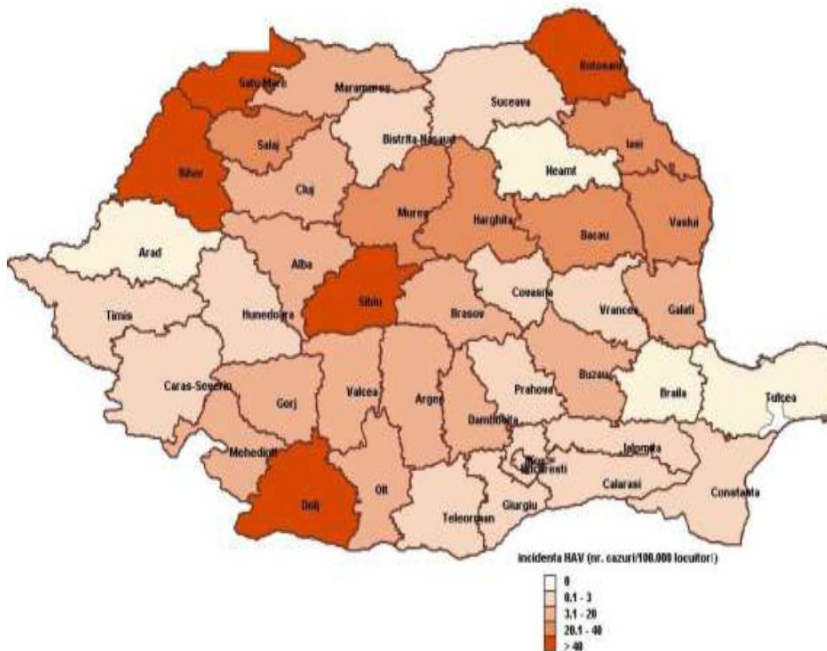 Satu-Mare
Maramures
Botosani
Suceava
Bistrita-Nasaud
Salaj
Iasi
Bihor
Cluj
Neamt
Mures
Harghita
Bacau
Vaslui
Arad
Alba
Sibiu
Covasna
Timis
Hunedoara
Brasov
Vrancea
Galati
Caras-Severin
Gorj
Valcea
Arges
Dambovita
Prahova
Buzau
Braila
Tulcea
Mehedinti
Ialomita
Bucuresti
Dolj
Olt
Teleorman
Giurgiu
Calarasi
Constanta
incidenta HAV (nr. cazuri/100.000 locuitori)
0
0.1 - 3
3.1 - 20
20.1 - 40
> 40